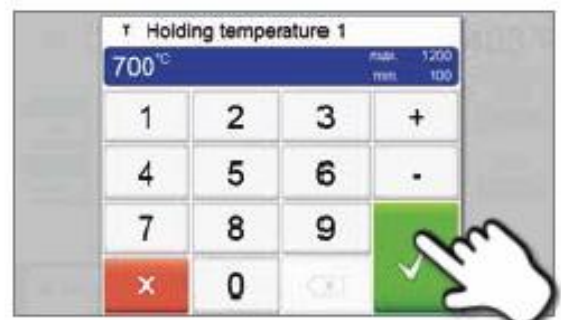 T Holding temperature 1
700°C max. 1200
min. 100
1 2 3 +
4 5 6 -
7 8 9
0